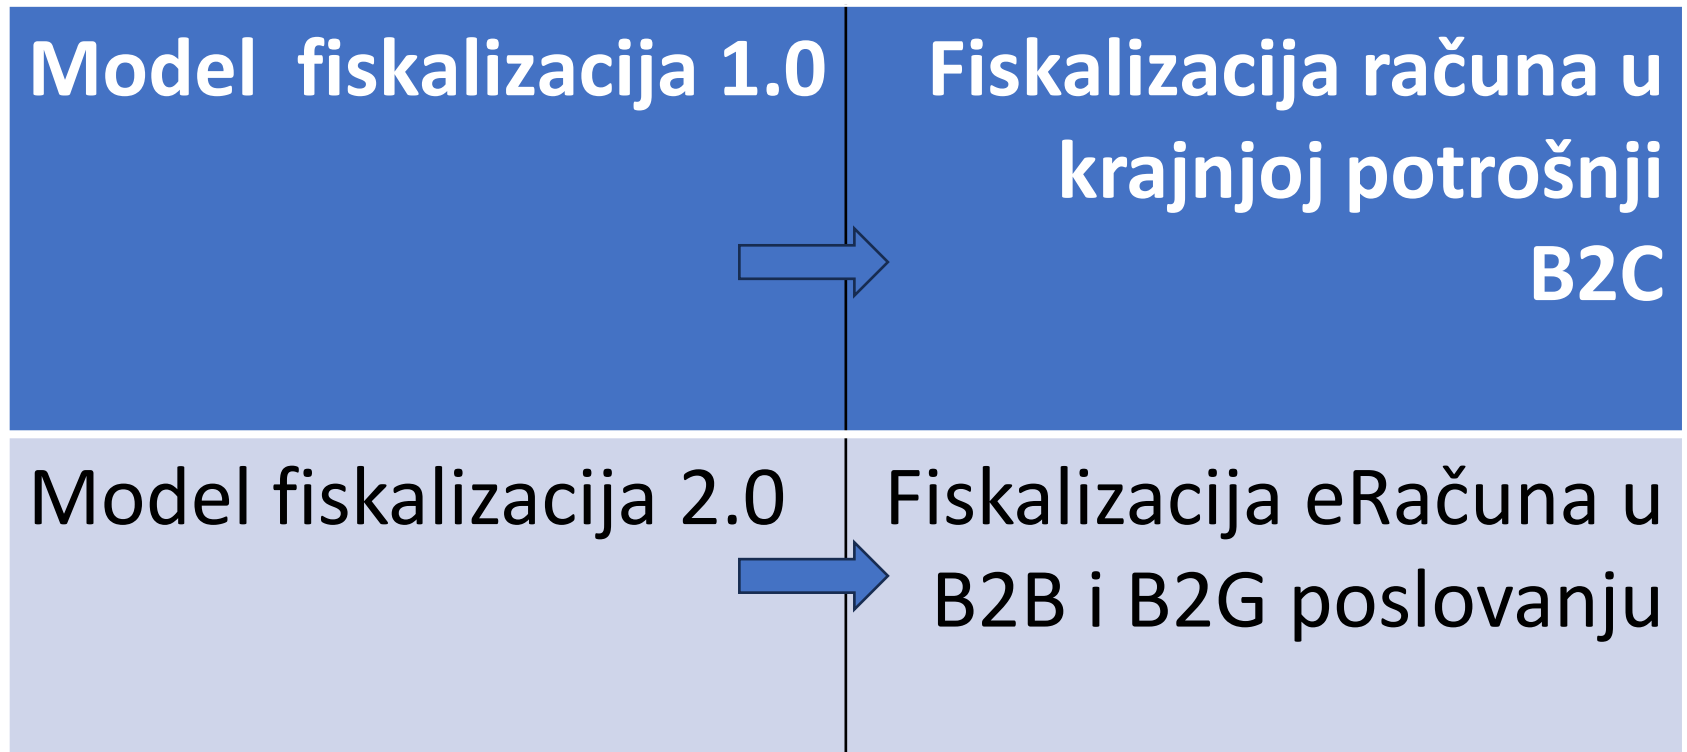 Model  fiskalizacija 1.0
Fiskalizacija računa u
krajnjoj potrošnji
B2C
Model fiskalizacija 2.0
Fiskalizacija eRačuna u
B2B i B2G poslovanju